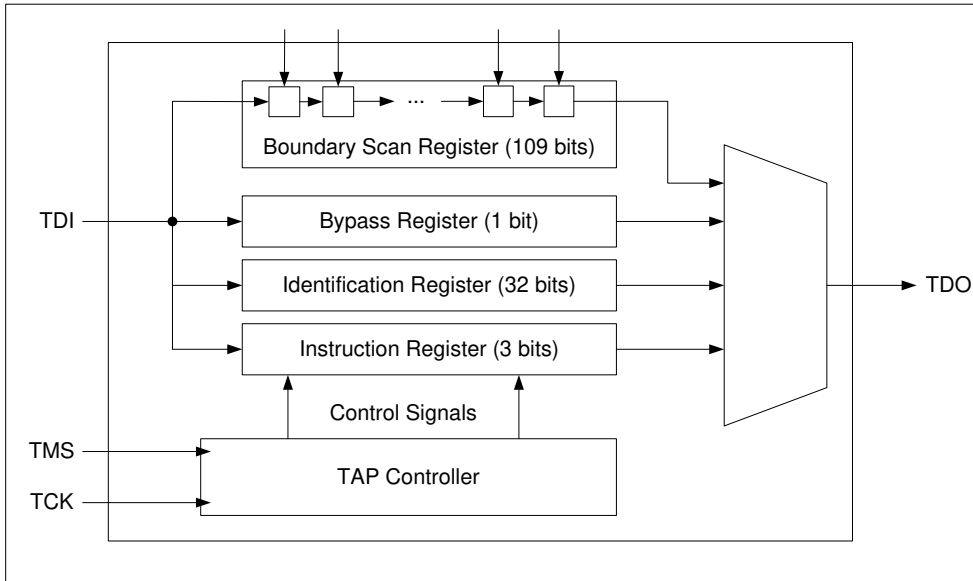 ...
Boundary Scan Register (109 bits)
TDI
Bypass Register (1 bit)
Identification Register (32 bits)
TDO
Instruction Register (3 bits)
Control Signals
TMS
TAP Controller
TCK